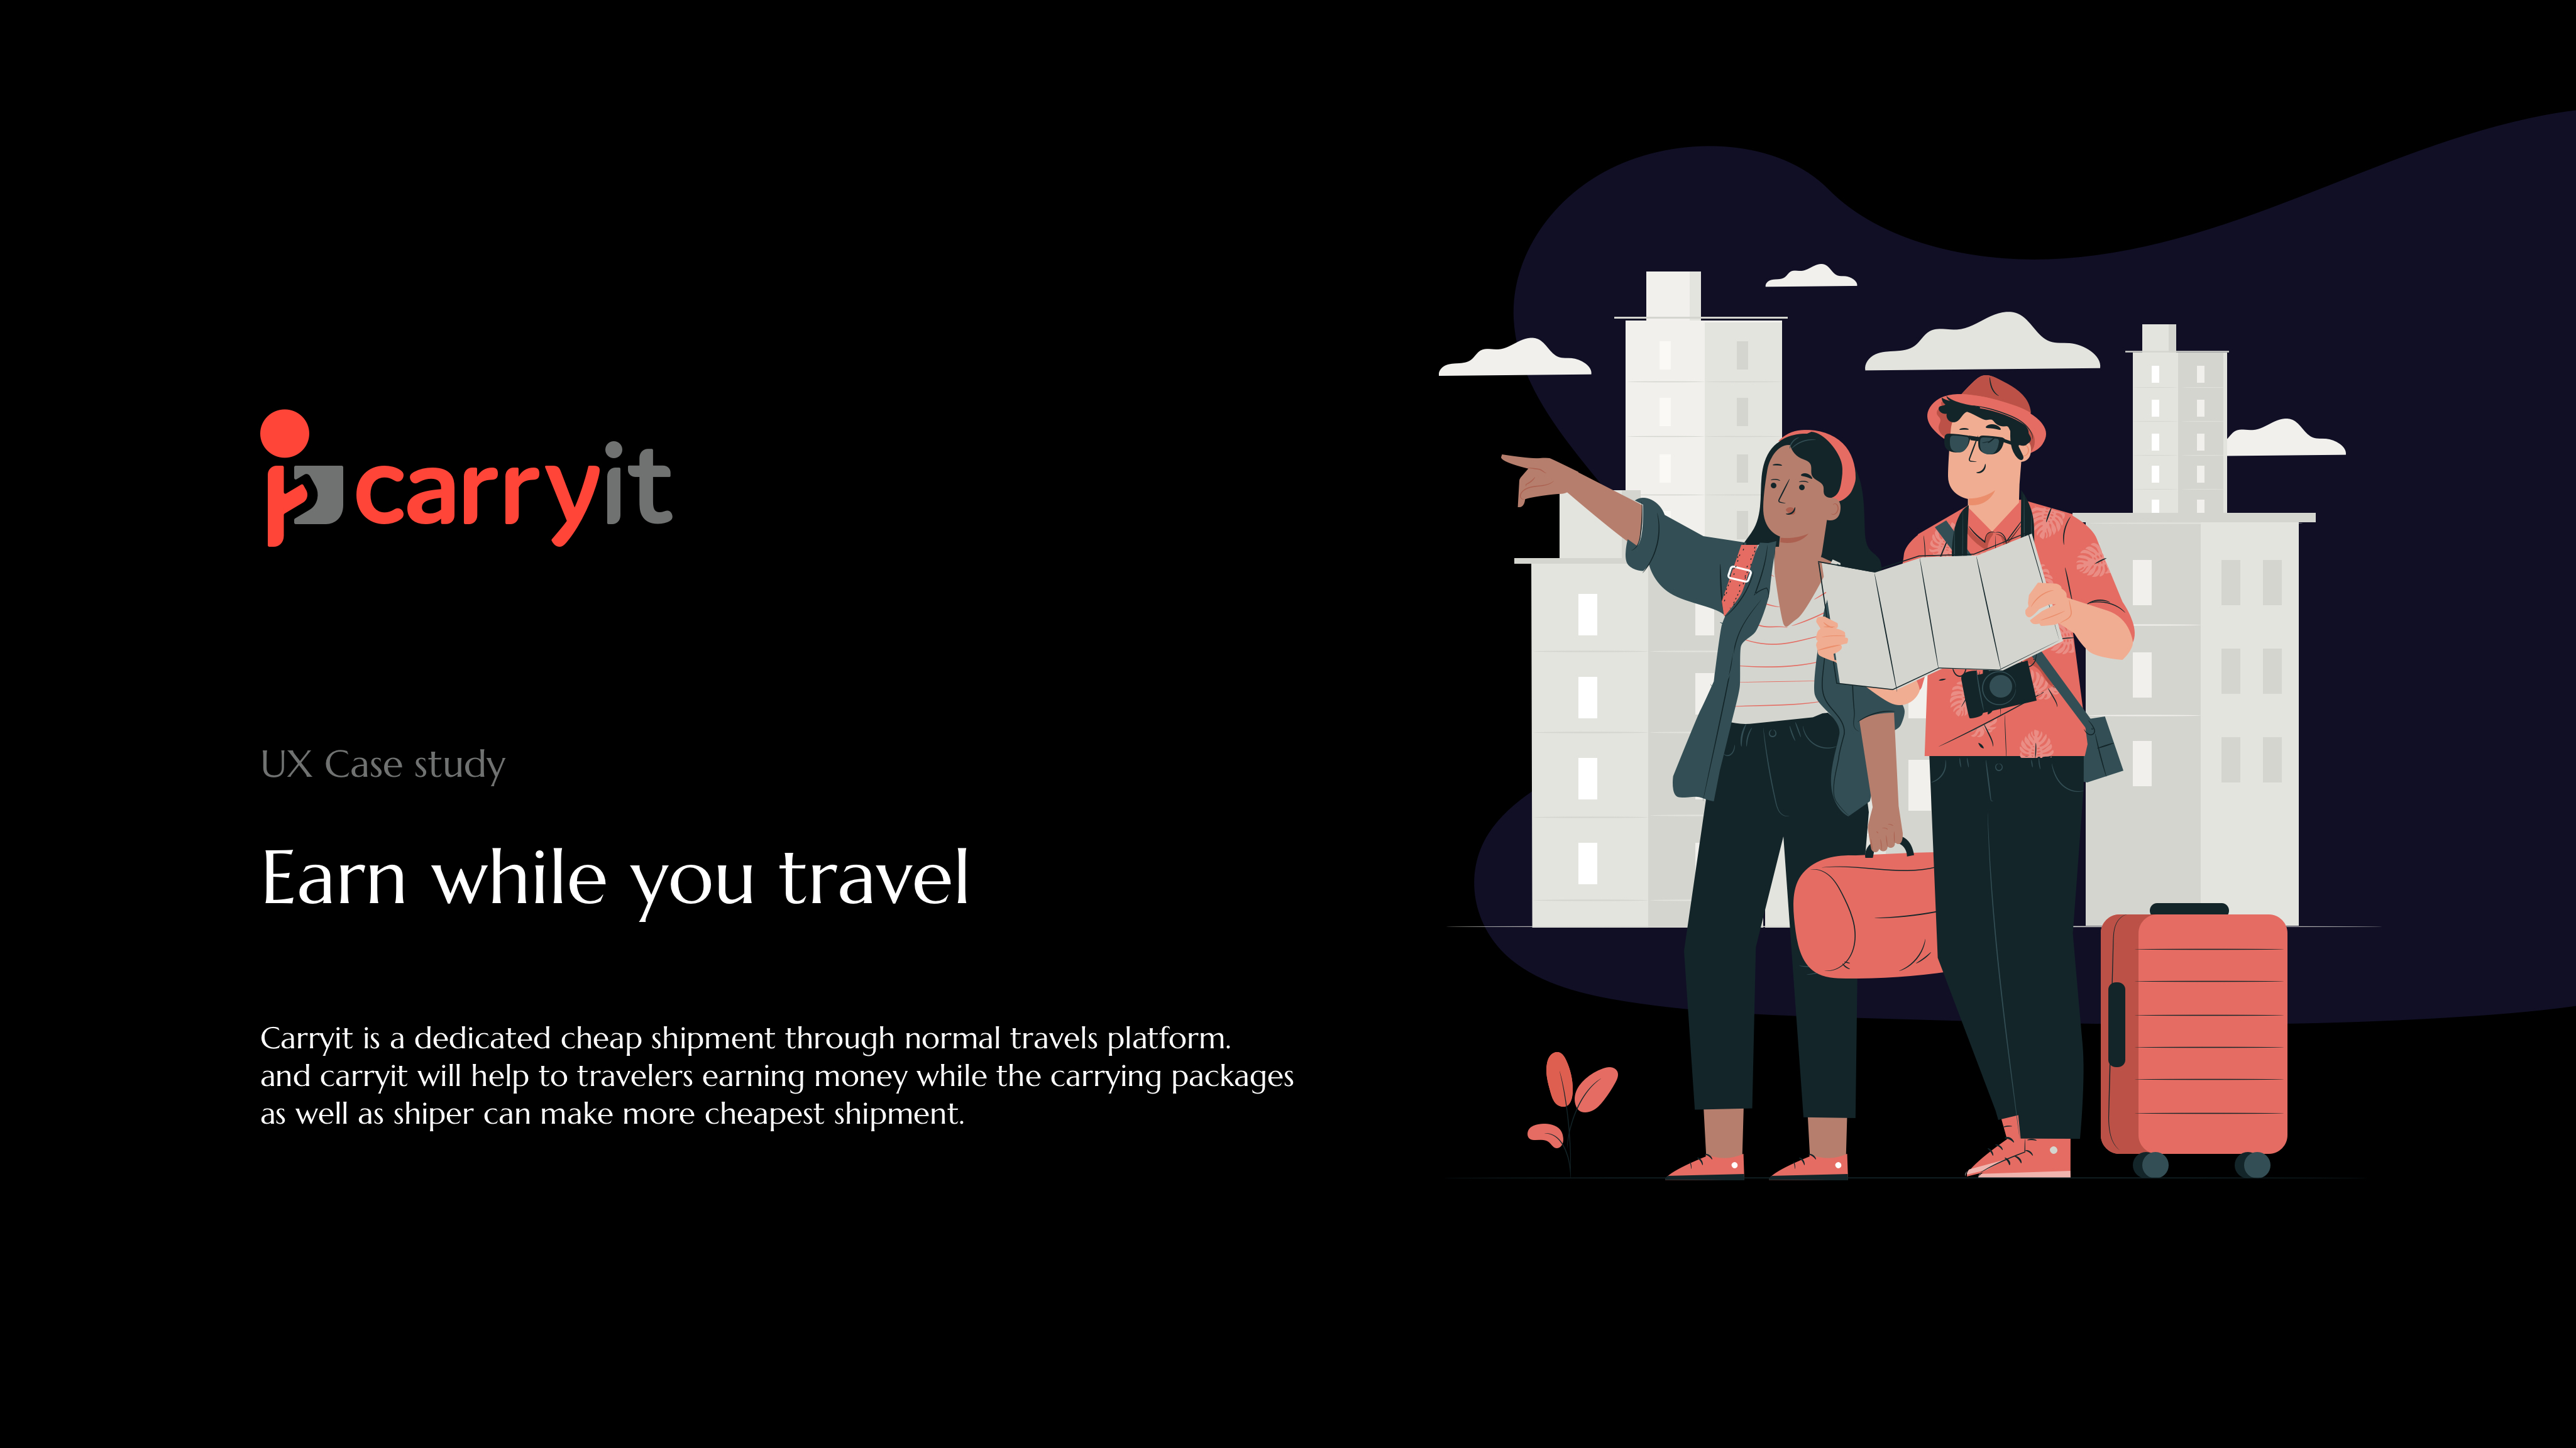 carryit
UX Case study
Earn while you travel
Carryit is a dedicated cheap shipment through normal travels platform.
and carryit will help to travelers earning money while the carrying packages
as well as shiper can make more cheapest shipment.